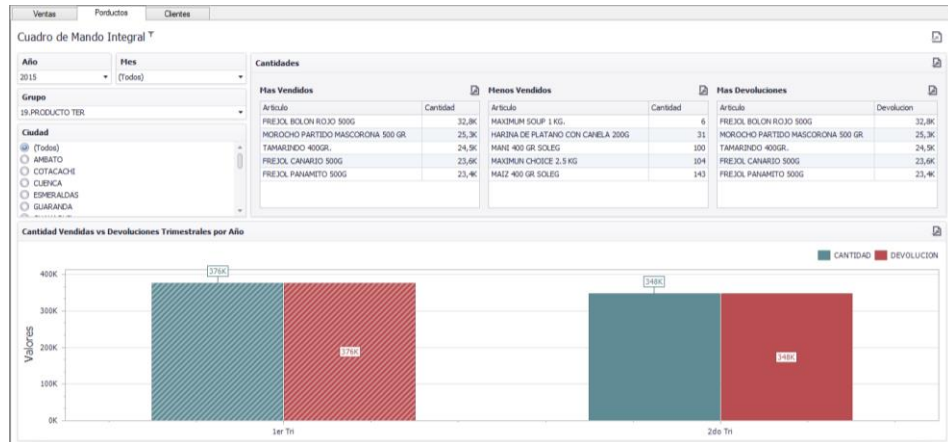 Ventas Porductos Clientes
Cuadro de Mando Integral
Año Mes
2015 (Todos)
Grupo
19.PRODUCTO TER
Ciudad
(Todos)
AMBATO
COTACACHI
CUENCA
ESMERALDAS
GUARANDA
Cantidades
Mas Vendidos
Articulo Cantidad
FREJOL BOLON ROJO 500G 32,8K
MOROCHO PARTIDO MASCORONA 500 GR 25,3K
TAMARINDO 400GR. 24,5K
FREJOL CANARIO 500G 23,6K
FREJOL PANAMITO 500G 23,4K
Menos Vendidos
Articulo Cantidad
MAXIMUM SOUP 1 KG. 6
HARINA DE PLATANO CON CANELA 200G 31
MANI 400 GR SOLEG 100
MAXIMUN CHOICE 2.5 KG 104
MAIZ 400 GR SOLEG 143
Mas Devoluciones
Articulo Devolucion
FREJOL BOLON ROJO 500G 32,8K
MOROCHO PARTIDO MASCORONA 500 GR 25,3K
TAMARINDO 400GR. 24,5K
FREJOL CANARIO 500G 23,6K
FREJOL PANAMITO 500G 23,4K
Cantidad Vendidas vs Devoluciones Trimestrales por Año
CANTIDAD DEVOLUCION
Valores
400K
300K
200K
100K
0K
376K
376K
348K
348K
1er Tri 2do Tri